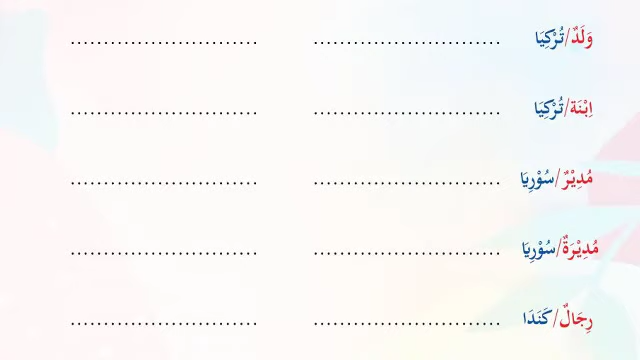 وَلَدٌ/تُرْكِيَا ............................ ............................
اِبْنَة/تُرْكِيَا ............................ ............................
مُدِيْرٌ/سُوْرِيَا ............................ ............................
مُدِيْرَةٌ/سُوْرِيَا ............................ ............................
رِجَالٌ/كَنَدَا ............................ ............................